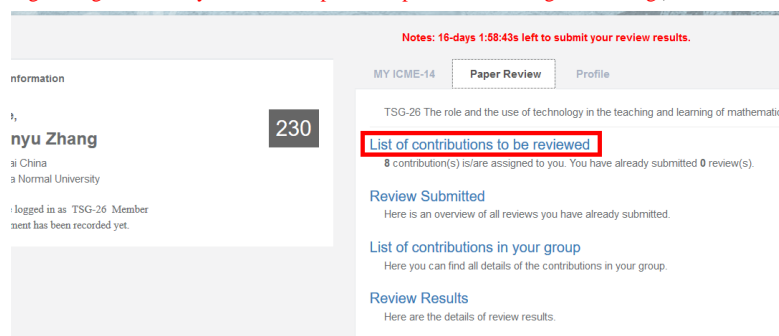 Notes: 16-days 1:58:43s left to submit your review results.
nformation
nyu Zhang
230
ai China
a Normal University
logged in as TSG-26 Member
ment has been recorded yet.
MY ICME-14 Paper Review Profile
TSG-26 The role and the use of technology in the teaching and learning of mathematic
List of contributions to be reviewed
8 contribution(s) is/are assigned to you. You have already submitted 0 review(s).
Review Submitted
Here is an overview of all reviews you have already submitted.
List of contributions in your group
Here you can find all details of the contributions in your group.
Review Results
Here are the details of review results.